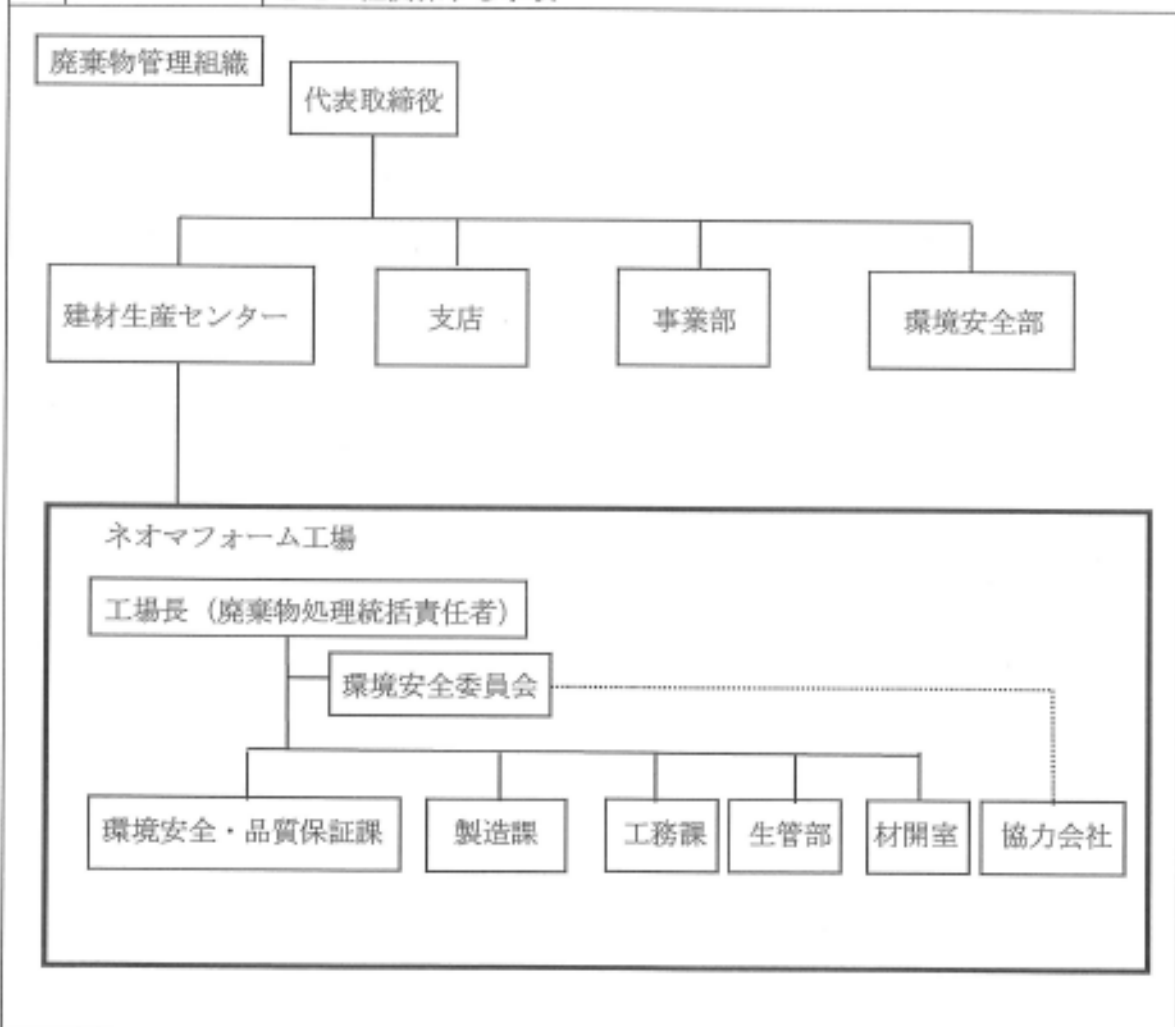 廃棄物管理組織
代表取締役
建材生産センター
支店
事業部
環境安全部
ネオマフォーム工場
工場長（廃棄物処理統括責任者）
環境安全委員会
環境安全・品質保証課
製造課
工務課
生管部
材開室
協力会社